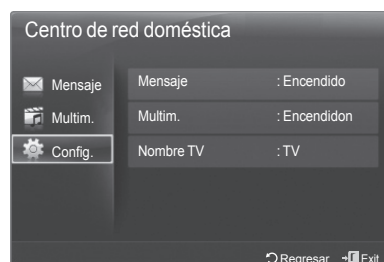 Centro de red doméstica
Mensaje
Multim.
Config.
Mensaje : Encendido
Multim. : Encendidon
Nombre TV : TV
Regresar Exit